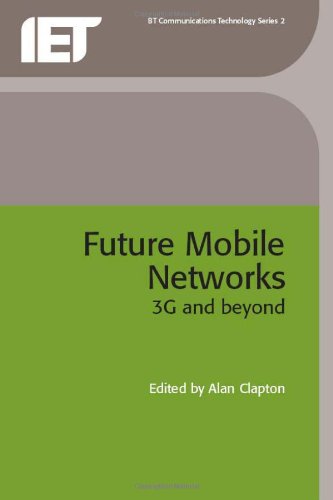 IET
BT Communications Technology Series 2
Future Mobile
Networks
3G and beyond
Edited by Alan Clapton